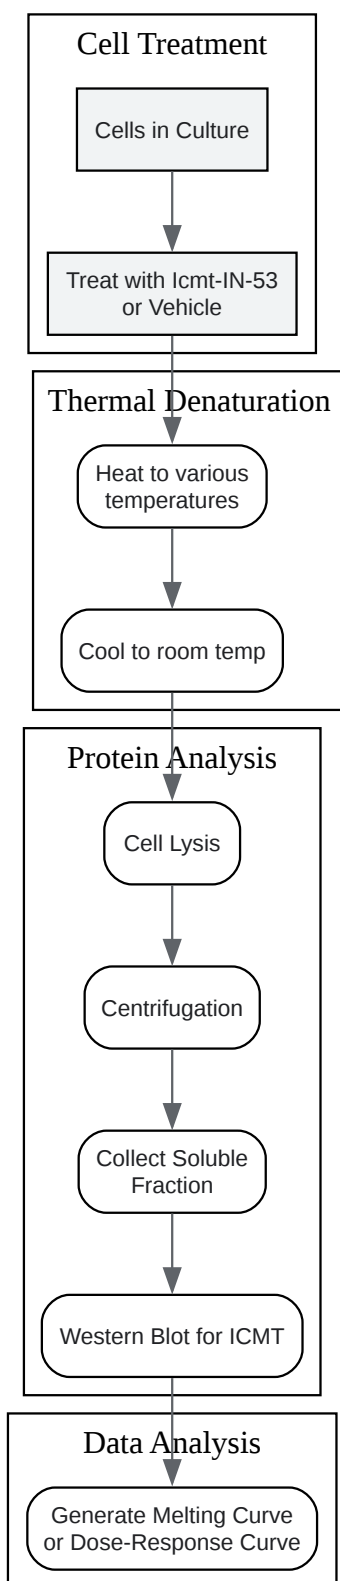 Cell Treatment
Cells in Culture
Treat with Icmt-IN-53
or Vehicle
Thermal Denaturation
Heat to various
temperatures
Cool to room temp
Protein Analysis
Cell Lysis
Centrifugation
Collect Soluble
Fraction
Western Blot for ICMT
Data Analysis
Generate Melting Curve
or Dose-Response Curve